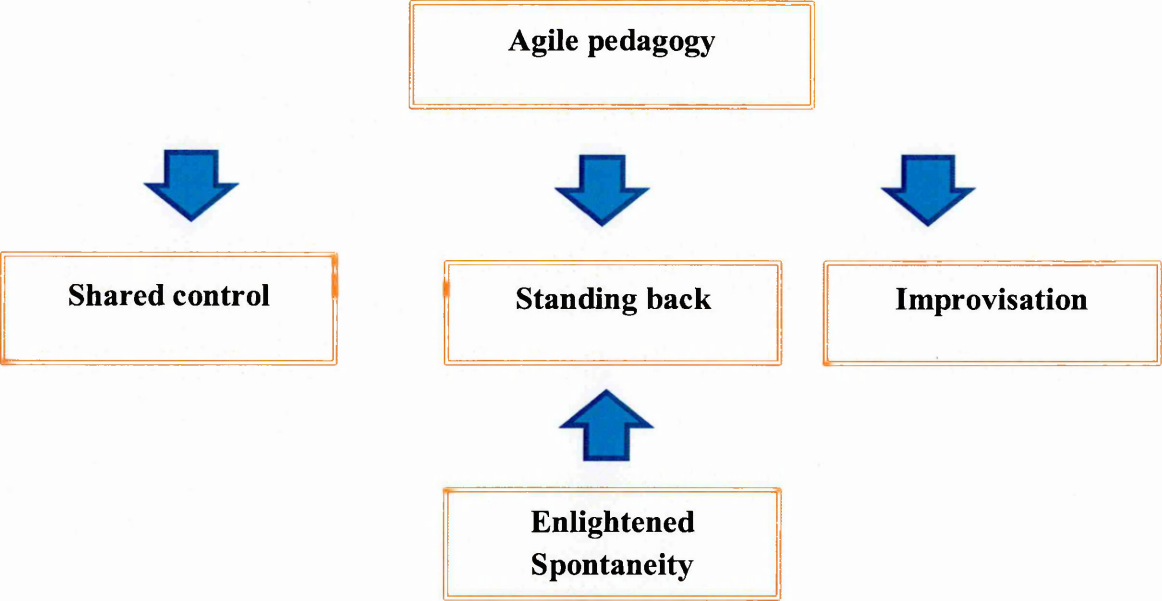 Agile pedagogy
Shared control
Standing back
Improvisation
Enlightened
Spontaneity